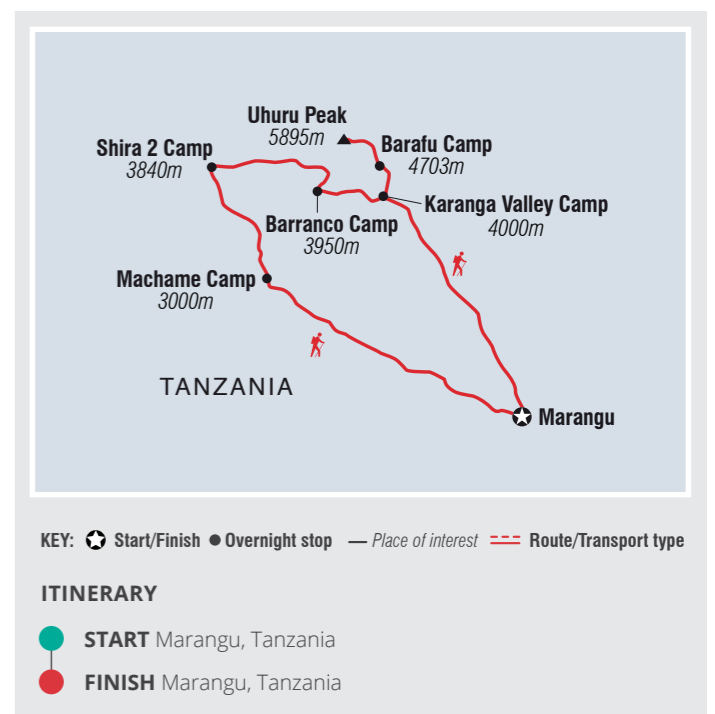 Uhuru Peak
5895m
Shira 2 Camp
3840m
Barafu Camp
4703m
Karanga Valley Camp
4000m
Barranco Camp
3950m
Machame Camp
3000m
TANZANIA
Marangu
KEY: Start/Finish Overnight stop Place of interest Route/Transport type
ITINERARY
START Marangu, Tanzania
FINISH Marangu, Tanzania